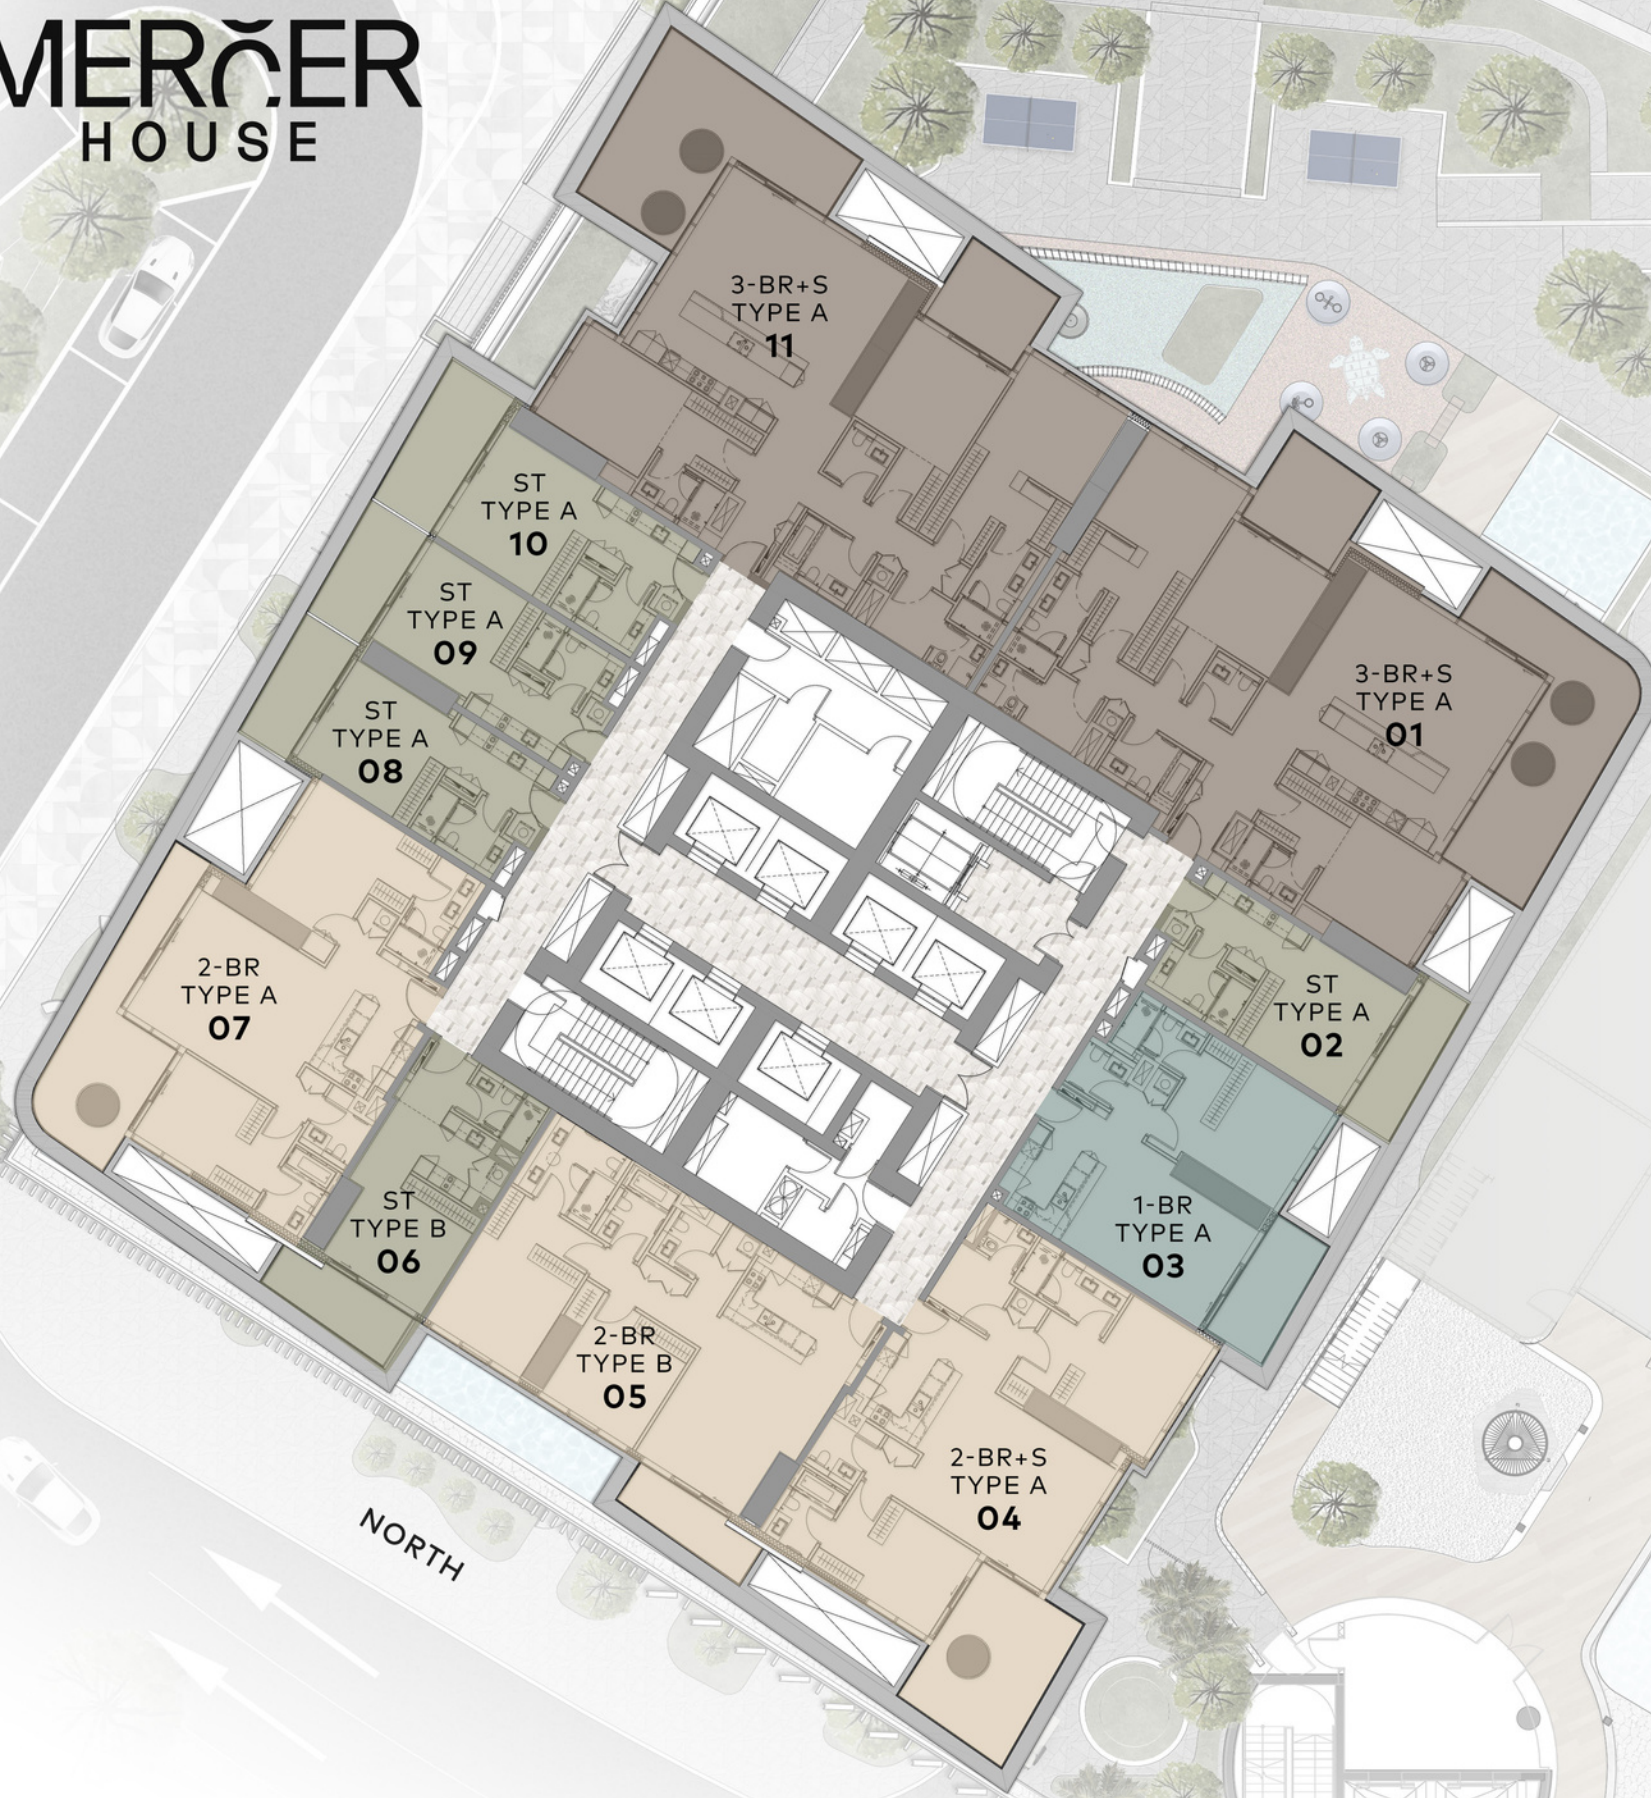 MERCER
HOUSE
3-BR+S
TYPE A
11
ST
TYPE A
10
ST
TYPE A
09
ST
TYPE A
08
3-BR+S
TYPE A
01
2-BR
TYPE A
07
ST
TYPE A
02
ST
TYPE B
06
1-BR
TYPE A
03
2-BR
TYPE B
05
2-BR+S
TYPE A
04
NORTH